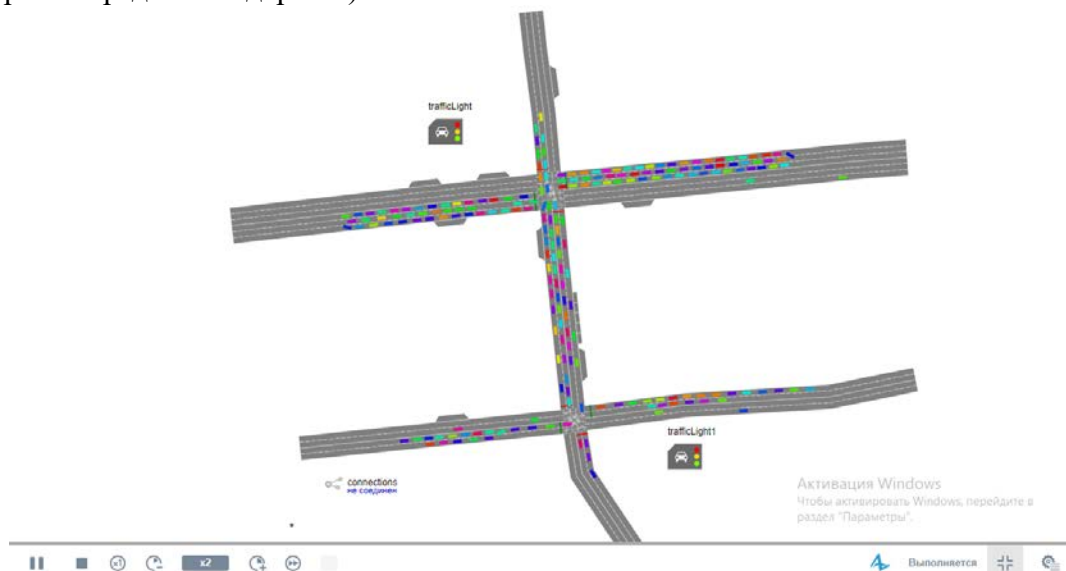 trafficLight
trafficLight1
connections
не соединен
Активация Windows
Чтобы активировать Windows, перейдите в
раздел "Параметры".
x1
x2
Выполняется